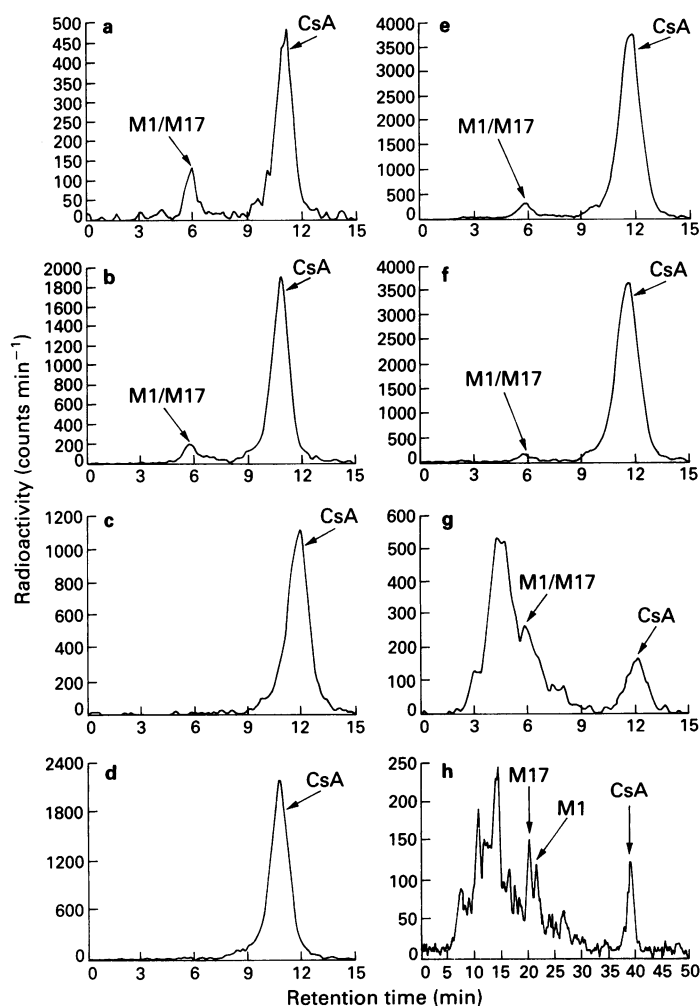 Radioactivity (counts min⁻¹)
a
500
450
400
350
300
250
200
150
100
50
0
CsA
M1/M17
0 3 6 9 12 15
e
4000
3500
3000
2500
2000
1500
1000
500
0
CsA
M1/M17
0 3 6 9 12 15
b
2000
1800
1600
1400
1200
1000
800
600
400
200
0
CsA
M1/M17
0 3 6 9 12 15
f
4000
3500
3000
2500
2000
1500
1000
500
0
CsA
M1/M17
0 3 6 9 12 15
c
1200
1000
800
600
400
200
0
CsA
0 3 6 9 12 15
g
600
500
400
300
200
100
0
M1/M17
CsA
0 3 6 9 12 15
d
2400
1800
1200
600
0
CsA
0 3 6 9 12 15
h
250
200
150
100
50
0
M17
M1
CsA
0 5 10 15 20 25 30 35 40 45 50
Retention time (min)